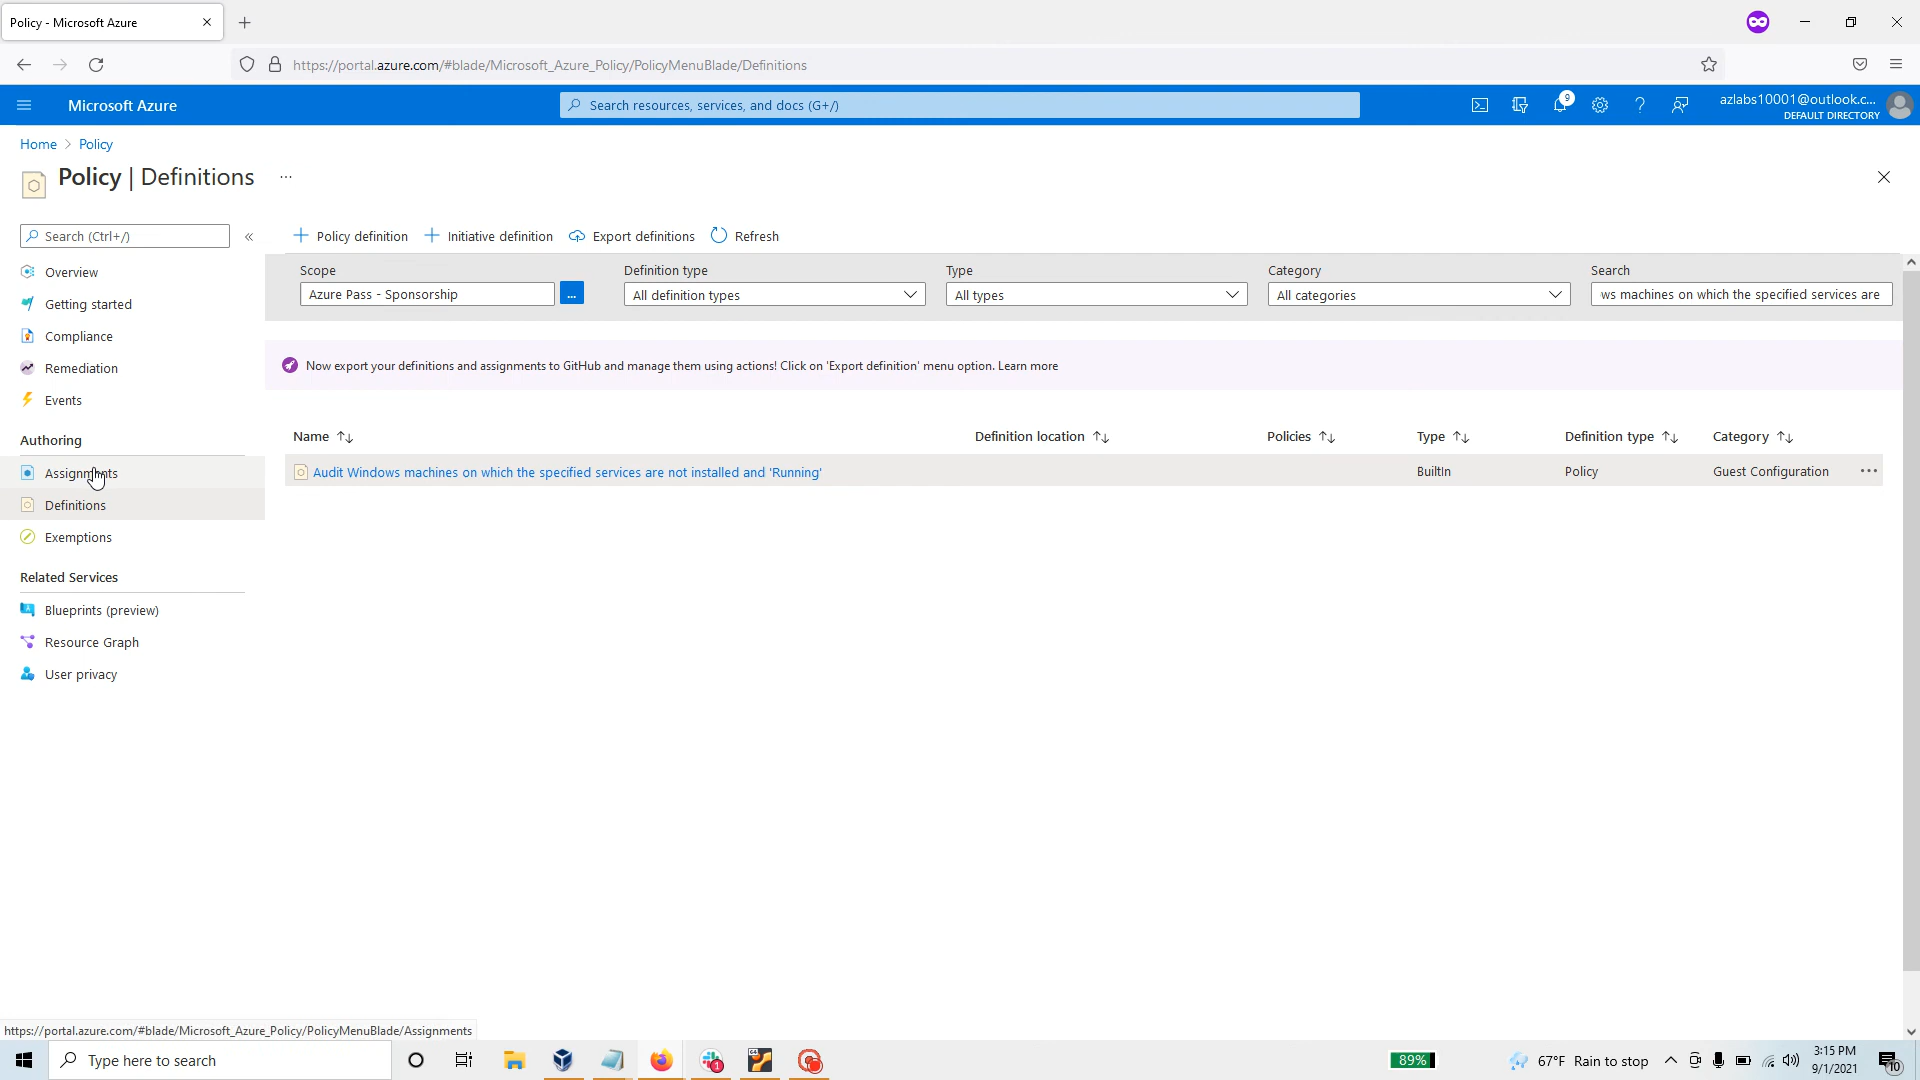 Policy - Microsoft Azure
https://portal.azure.com/#blade/Microsoft_Azure_Policy/PolicyMenuBlade/Definitions
Microsoft Azure
Search resources, services, and docs (G+/)
9
azlabs10001@outlook.c...
DEFAULT DIRECTORY
Home > Policy
Policy | Definitions ...
Search (Ctrl+/)
«
Overview
Getting started
Compliance
Remediation
Events
Authoring
Assignments
Definitions
Exemptions
Related Services
Blueprints (preview)
Resource Graph
User privacy
+ Policy definition + Initiative definition Export definitions Refresh
Scope
Azure Pass - Sponsorship
...
Definition type
All definition types
Type
All types
Category
All categories
Search
ws machines on which the specified services are
Now export your definitions and assignments to GitHub and manage them using actions! Click on 'Export definition' menu option. Learn more
Name ↑↓ Definition location ↑↓ Policies ↑↓ Type ↑↓ Definition type ↑↓ Category ↑↓
Audit Windows machines on which the specified services are not installed and 'Running' BuiltIn Policy Guest Configuration ...
https://portal.azure.com/#blade/Microsoft_Azure_Policy/PolicyMenuBlade/Assignments
Type here to search
1
89%
67°F Rain to stop
3:15 PM
9/1/2021
10